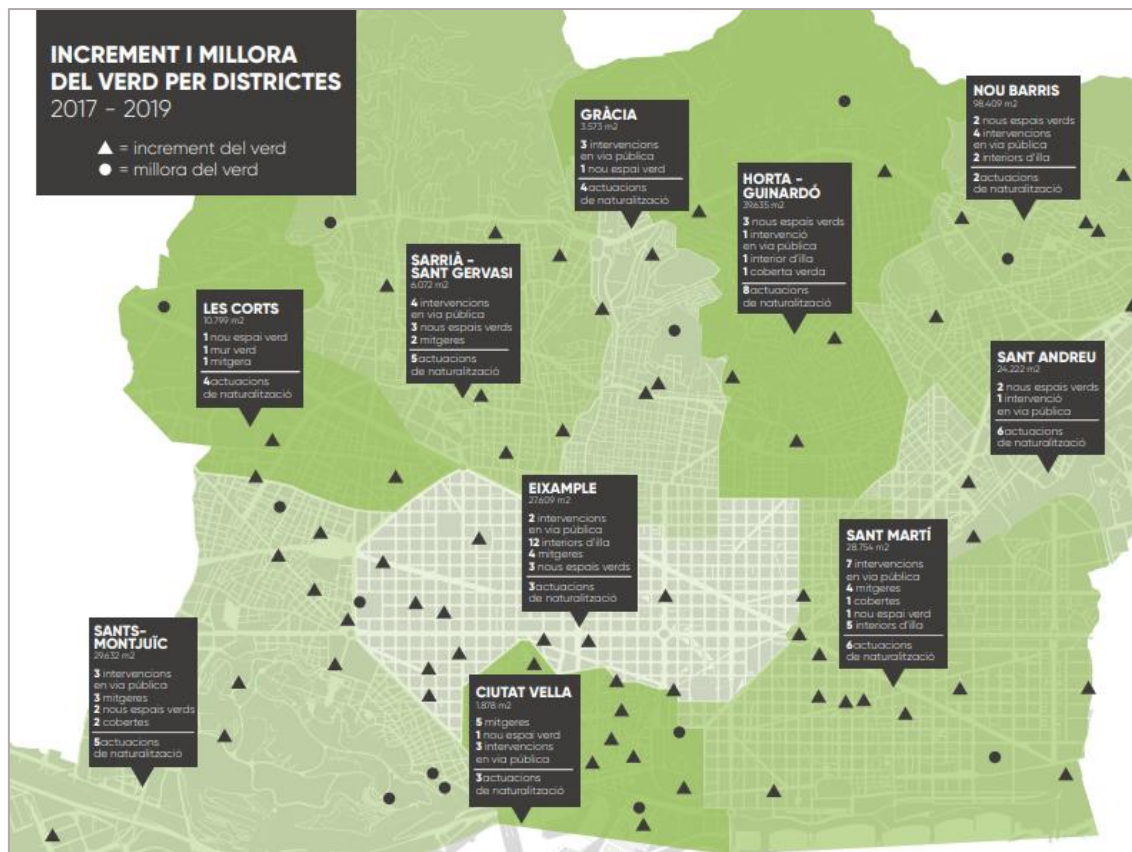 INCREMENT I MILLORA
DEL VERD PER DISTRICTES
2017 - 2019
= increment del verd
= millora del verd
GRÀCIA
3.573 m2
3 intervencions
en via pública
1 nou espai verd
4 actuacions
de naturalització
NOU BARRIS
98.409 m2
2 nous espais verds
4 intervencions
en via pública
2 interiors d'illa
2 actuacions
de naturalització
HORTA -
GUINARDÓ
39.635 m2
3 nous espais verds
1 intervenció
en via pública
1 interior d'illa
1 coberta verda
8 actuacions
de naturalització
SARRIÀ -
SANT GERVASI
6.072 m2
4 intervencions
en via pública
3 nous espais verds
2 mitgeres
5 actuacions
de naturalització
LES CORTS
10.799 m2
1 nou espai verd
1 mur verd
1 mitgera
4 actuacions
de naturalització
SANT ANDREU
24.222 m2
2 nous espais verds
1 intervenció
en via pública
6 actuacions
de naturalització
EIXAMPLE
27.609 m2
2 intervencions
en via pública
12 interiors d'illa
4 mitgeres
3 nous espais verds
3 actuacions
de naturalització
SANT MARTÍ
28.754 m2
7 intervencions
en via pública
4 mitgeres
1 cobertes
1 nou espai verd
5 interiors d'illa
6 actuacions
de naturalització
SANTS-
MONTJUÏC
29.632 m2
3 intervencions
en via pública
3 mitgeres
2 nous espais verds
2 cobertes
5 actuacions
de naturalització
CIUTAT VELLA
1.878 m2
5 mitgeres
1 nou espai verd
3 intervencions
en via pública
3 actuacions
de naturalització